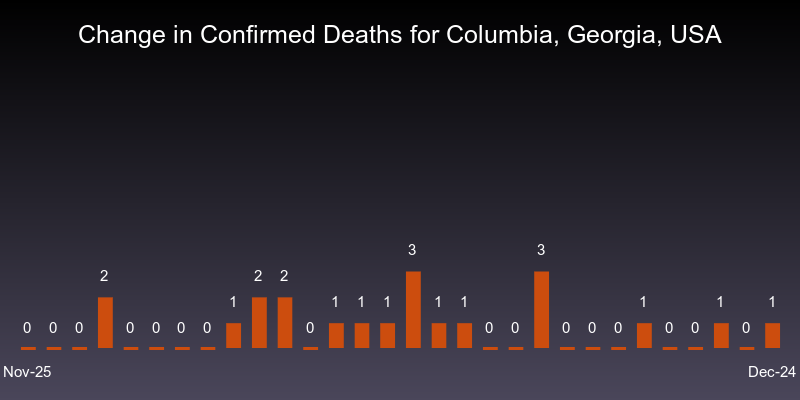 Change in Confirmed Deaths for Columbia, Georgia, USA
0 0 0 2 0 0 0 0 1 2 2 0 1 1 1 3 1 1 0 0 3 0 0 0 1 0 0 1 0 1
Nov-25 Dec-24